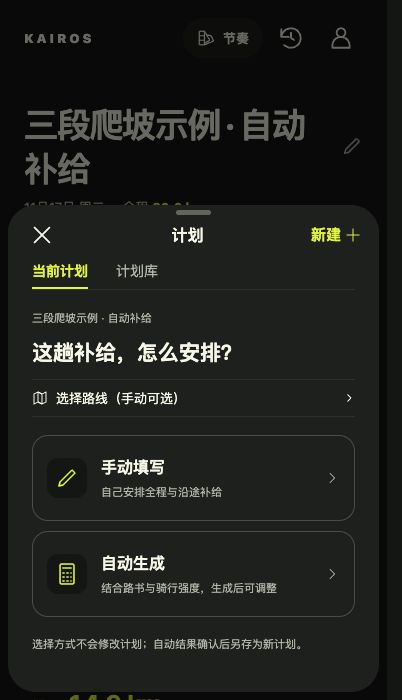 KAIROS
节奏
三段爬坡示例·自动
补给
计划
新建
当前计划
计划库
三段爬坡示例 · 自动补给
这趟补给，怎么安排？
选择路线（手动可选）
手动填写
自己安排全程与沿途补给
自动生成
结合路书与骑行强度，生成后可调整
选择方式不会修改计划；自动结果确认后另存为新计划。